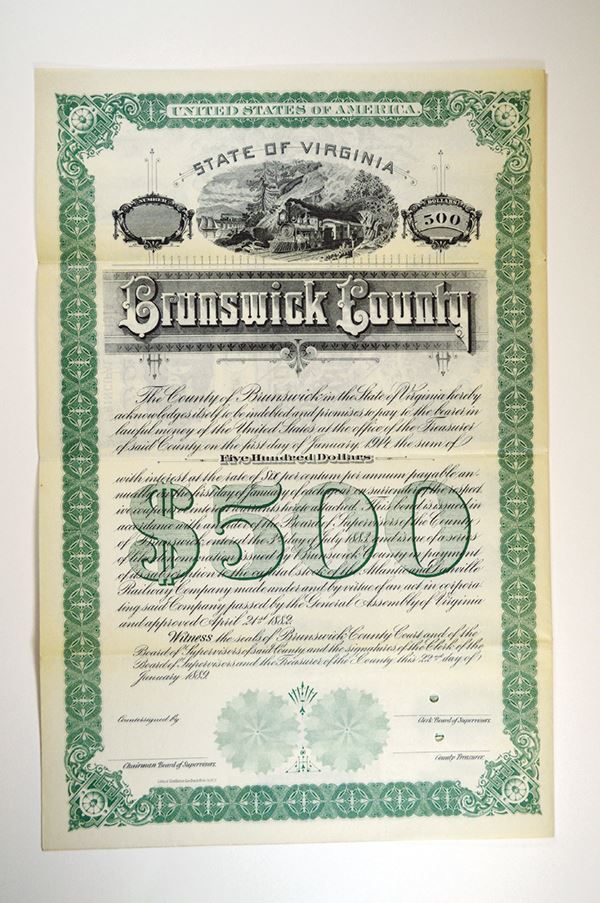 UNITED STATES OF AMERICA.
STATE OF VIRGINIA
NUMBER
DOLLARS
500
Brunswick County
The County of Brunswick in the State of Virginia hereby
acknowledges itself to be indebted and promises to pay to the bearer in
lawful money of the United States at the office of the Treasurer
of said County, on the first day of January, 1914, the sum of
Five Hundred Dollars
with interest at the rate of Six per centum per annum payable an-
nually on the first day of January of each year on surrender of the respect
ive coupons or interest warrants hereto attached. This bond is issued in
accordance with an order of the Board of Supervisors of the County
of Brunswick, entered the 3rd day of July 1883, and is one of a series
of like denomination issued by Brunswick County in payment
of its subscription to the capital stock of the Atlantic and Danville
Railway Company made under and by virtue of an act incorpora
ting said Company passed by the General Assembly of Virginia
and approved April 21st 1882.
$500
Witness the seals of Brunswick County Court and of the
Board of Supervisors of said County and the signatures of the Clerk of the
Board of Supervisors and the Treasurer of the County this 22nd day of
January 1889.
Countersigned by
Clerk Board of Supervisors.
Chairman Board of Supervisors.
County Treasurer.